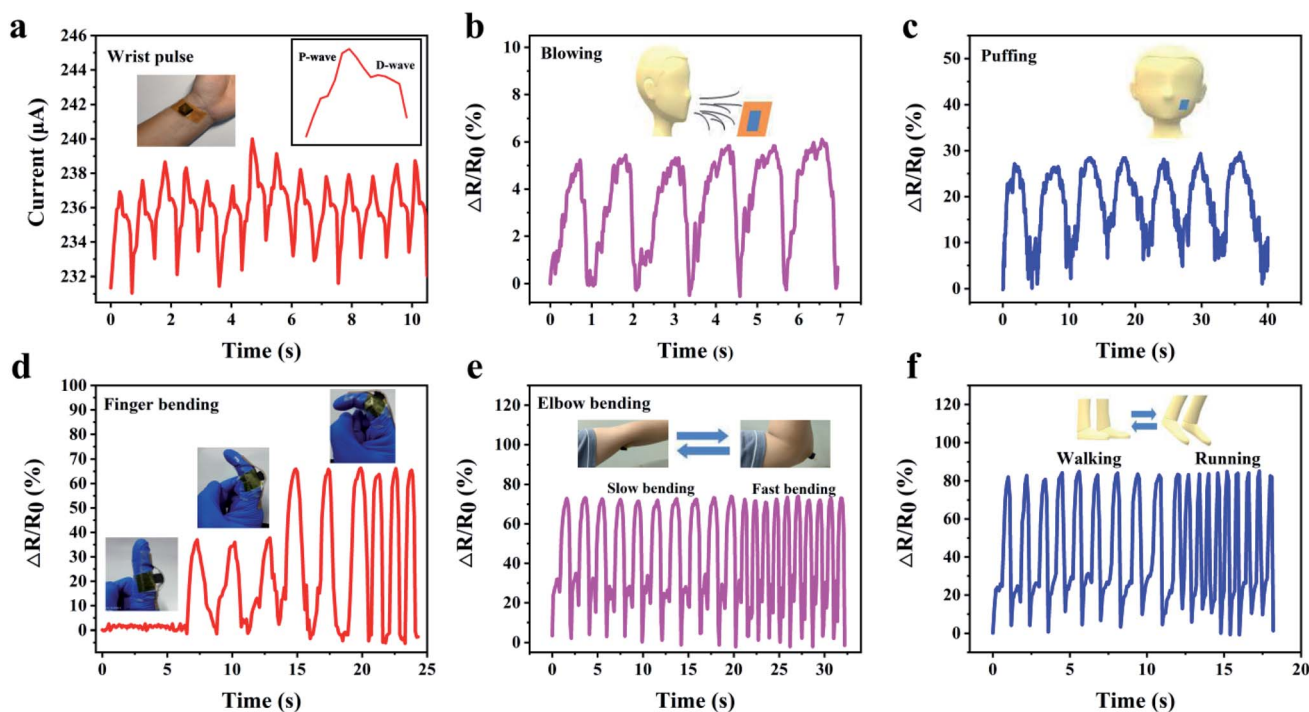 a
Wrist pulse
P-wave
D-wave
Current (μA)
246
244
242
240
238
236
234
232
0 2 4 6 8 10
Time (s)
b
Blowing
△R/R0 (%)
10
8
6
4
2
0
0 1 2 3 4 5 6 7
Time (s)
c
Puffing
△R/R0 (%)
50
40
30
20
10
0
0 10 20 30 40
Time (s)
d
Finger bending
△R/R0 (%)
100
90
80
70
60
50
40
30
20
10
0
0 5 10 15 20 25
Time (s)
e
Elbow bending
Slow bending Fast bending
△R/R0 (%)
120
100
80
60
40
20
0
0 5 10 15 20 25 30
Time (s)
f
Walking Running
△R/R0 (%)
120
100
80
60
40
20
0
0 5 10 15 20
Time (s)